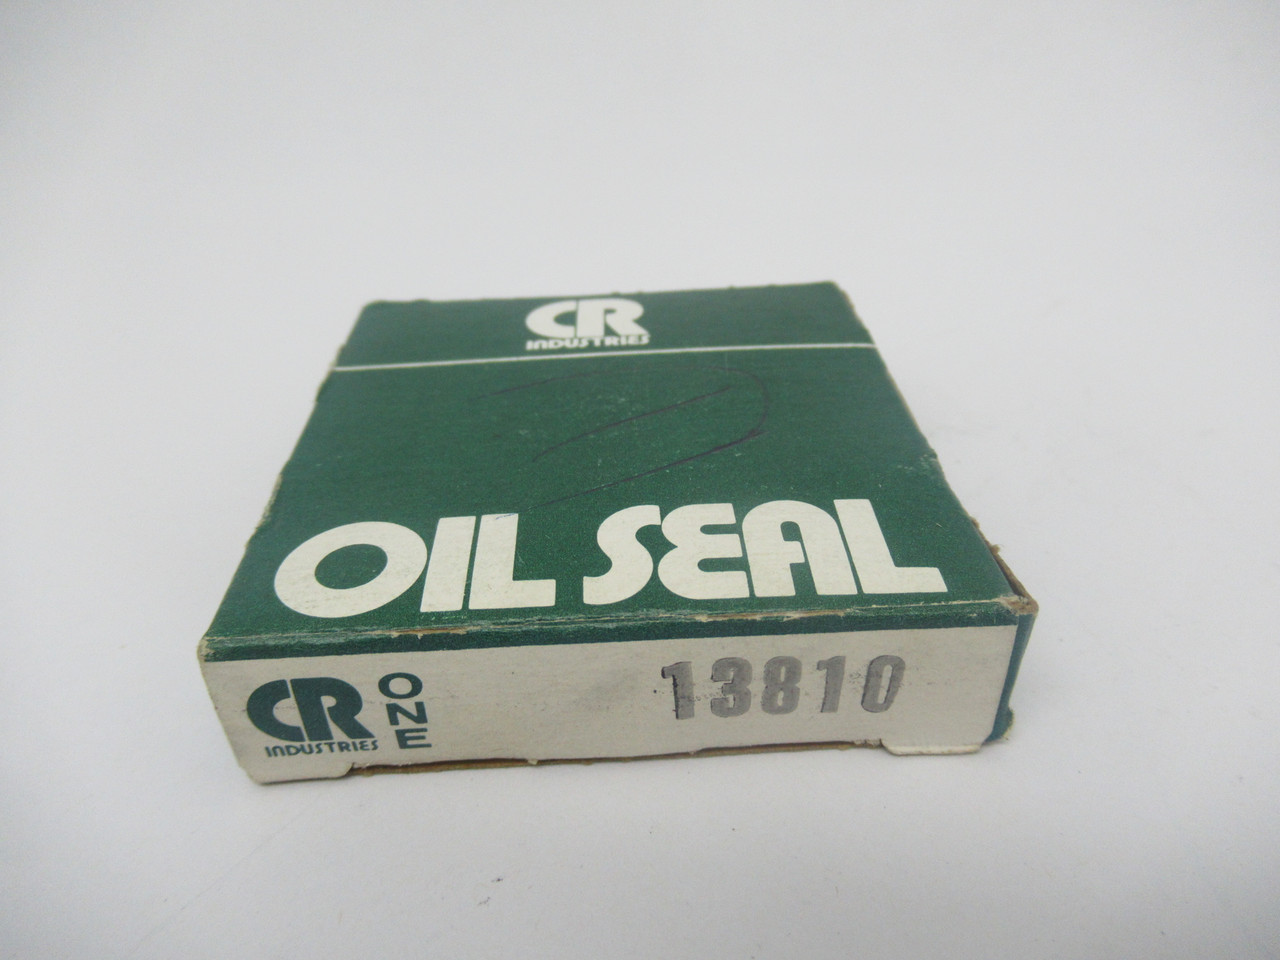 CR
INDUSTRIES
OIL SEAL
CR
INDUSTRIES
ONE
13810